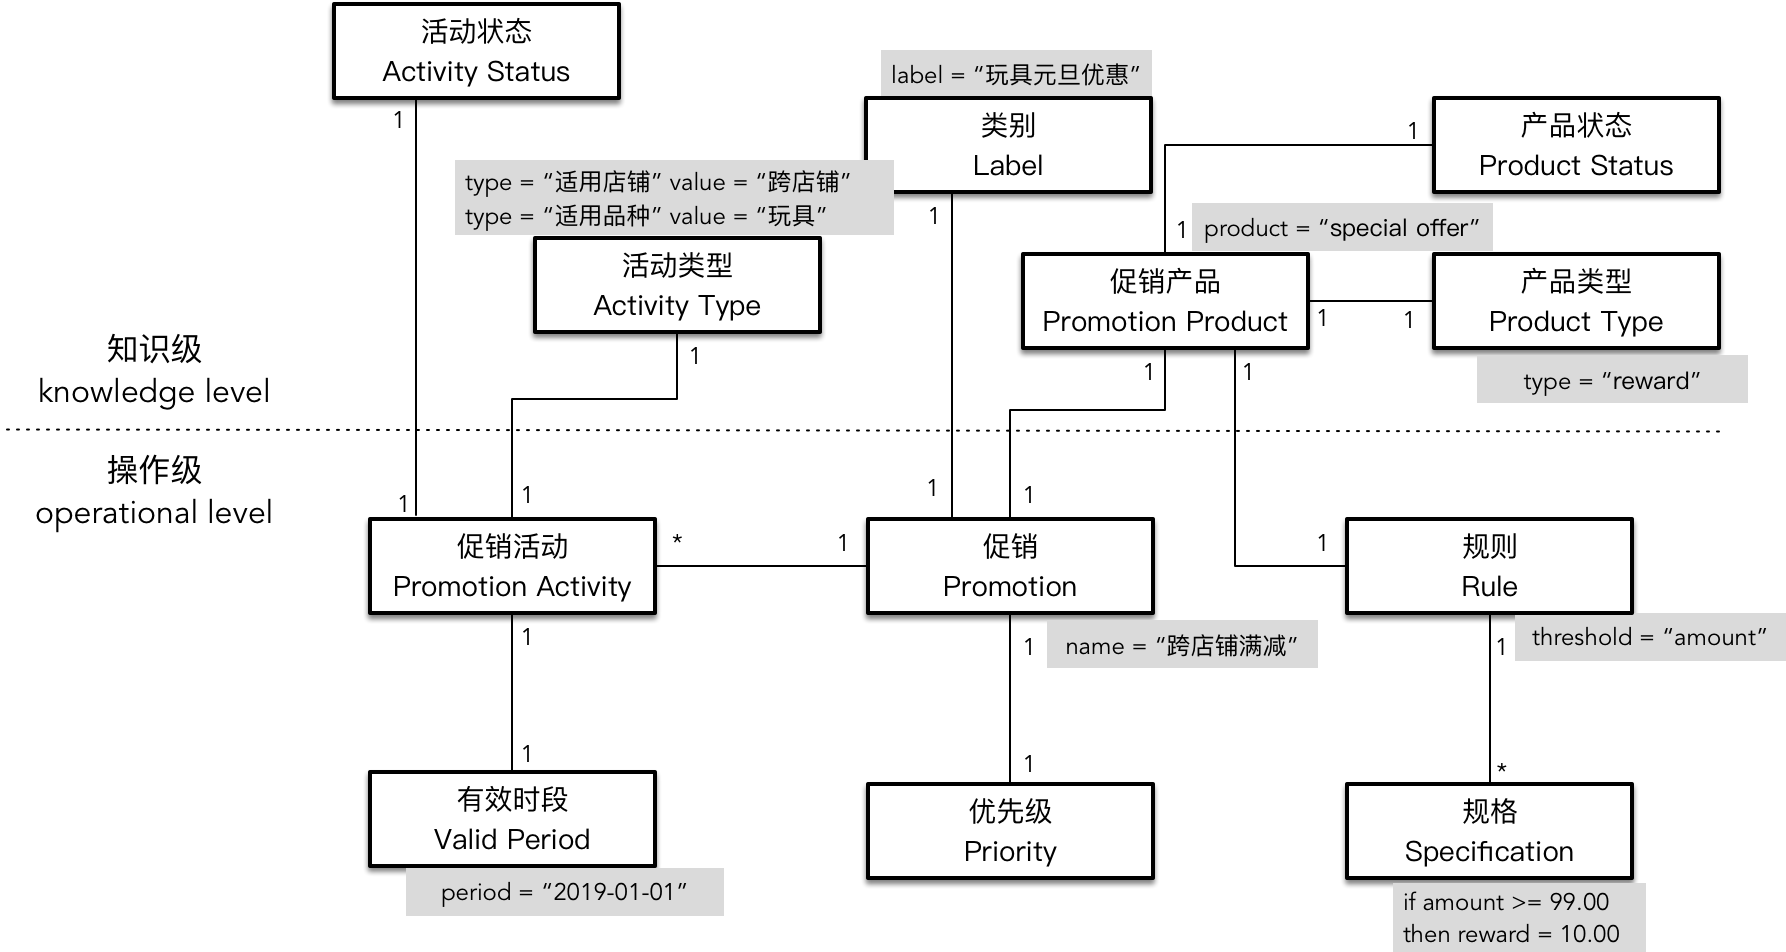 活动状态
Activity Status
1
label = “玩具元旦优惠”
类别
Label
1
产品状态
Product Status
1
type = “适用店铺” value = “跨店铺”
type = “适用品种” value = “玩具”
活动类型
Activity Type
1
1
product = “special offer”
促销产品
Promotion Product
1
1
产品类型
Product Type
type = “reward”
1
1
知识级
knowledge level
操作级
operational level
1
1
1
1
促销活动
Promotion Activity
*
1
促销
Promotion
name = “跨店铺满减”
1
规则
Rule
threshold = “amount”
1
1
1
1
1
*
有效时段
Valid Period
period = “2019-01-01”
优先级
Priority
规格
Specification
if amount >= 99.00
then reward = 10.00